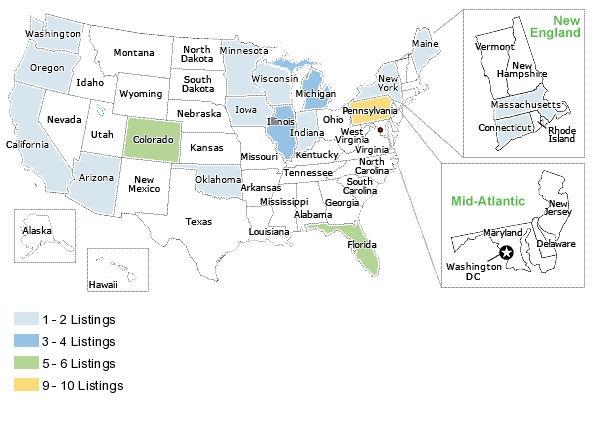 New
England
Washington
Maine
Montana
North
Dakota
Minnesota
Vermont
Oregon
Idaho
South
Dakota
Wisconsin
Michigan
New
York
New
Hampshire
Wyoming
Iowa
Pennsylvania
Massachusetts
Nevada
Nebraska
Illinois
Indiana
Ohio
Connecticut
Rhode
Island
California
Utah
Colorado
Kansas
Missouri
West
Virginia
Virginia
Kentucky
Arizona
New
Mexico
Oklahoma
Arkansas
Tennessee
North
Carolina
South
Carolina
Mississippi
Georgia
Alabama
Mid-Atlantic
New
Jersey
Texas
Louisiana
Alaska
Florida
Maryland
Delaware
Washington
DC
Hawaii
1 - 2 Listings
3 - 4 Listings
5 - 6 Listings
9 - 10 Listings